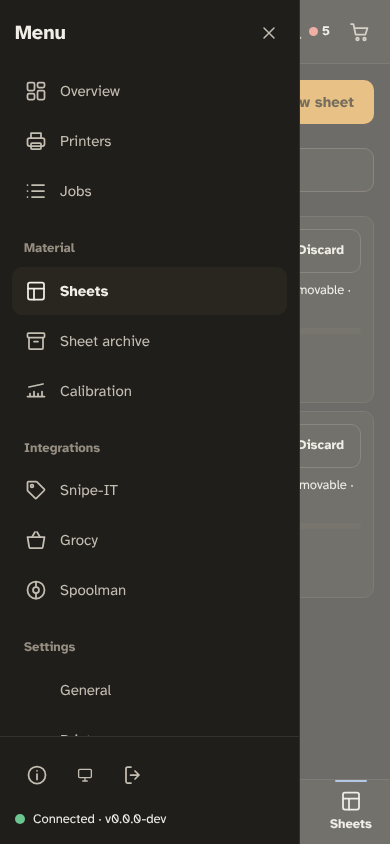 Menu
5
Overview
w sheet
Printers
Jobs
Material
Discard
Sheets
movable ·
Sheet archive
Calibration
Integrations
Discard
Snipe-IT
movable ·
Grocy
Spoolman
Settings
General
Connected · v0.0.0-dev
Sheets